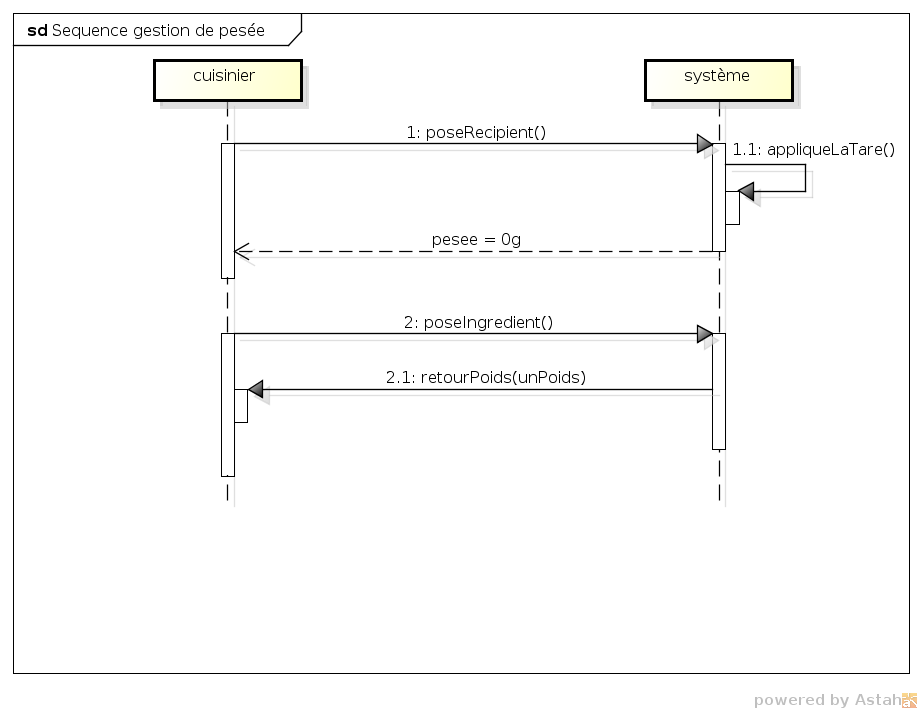 sd Sequence gestion de pesée
cuisinier
système
1: poseRecipient()
1.1: appliqueLaTare()
pesee = 0g
2: poseIngredient()
2.1: retourPoids(unPoids)
powered by Astah